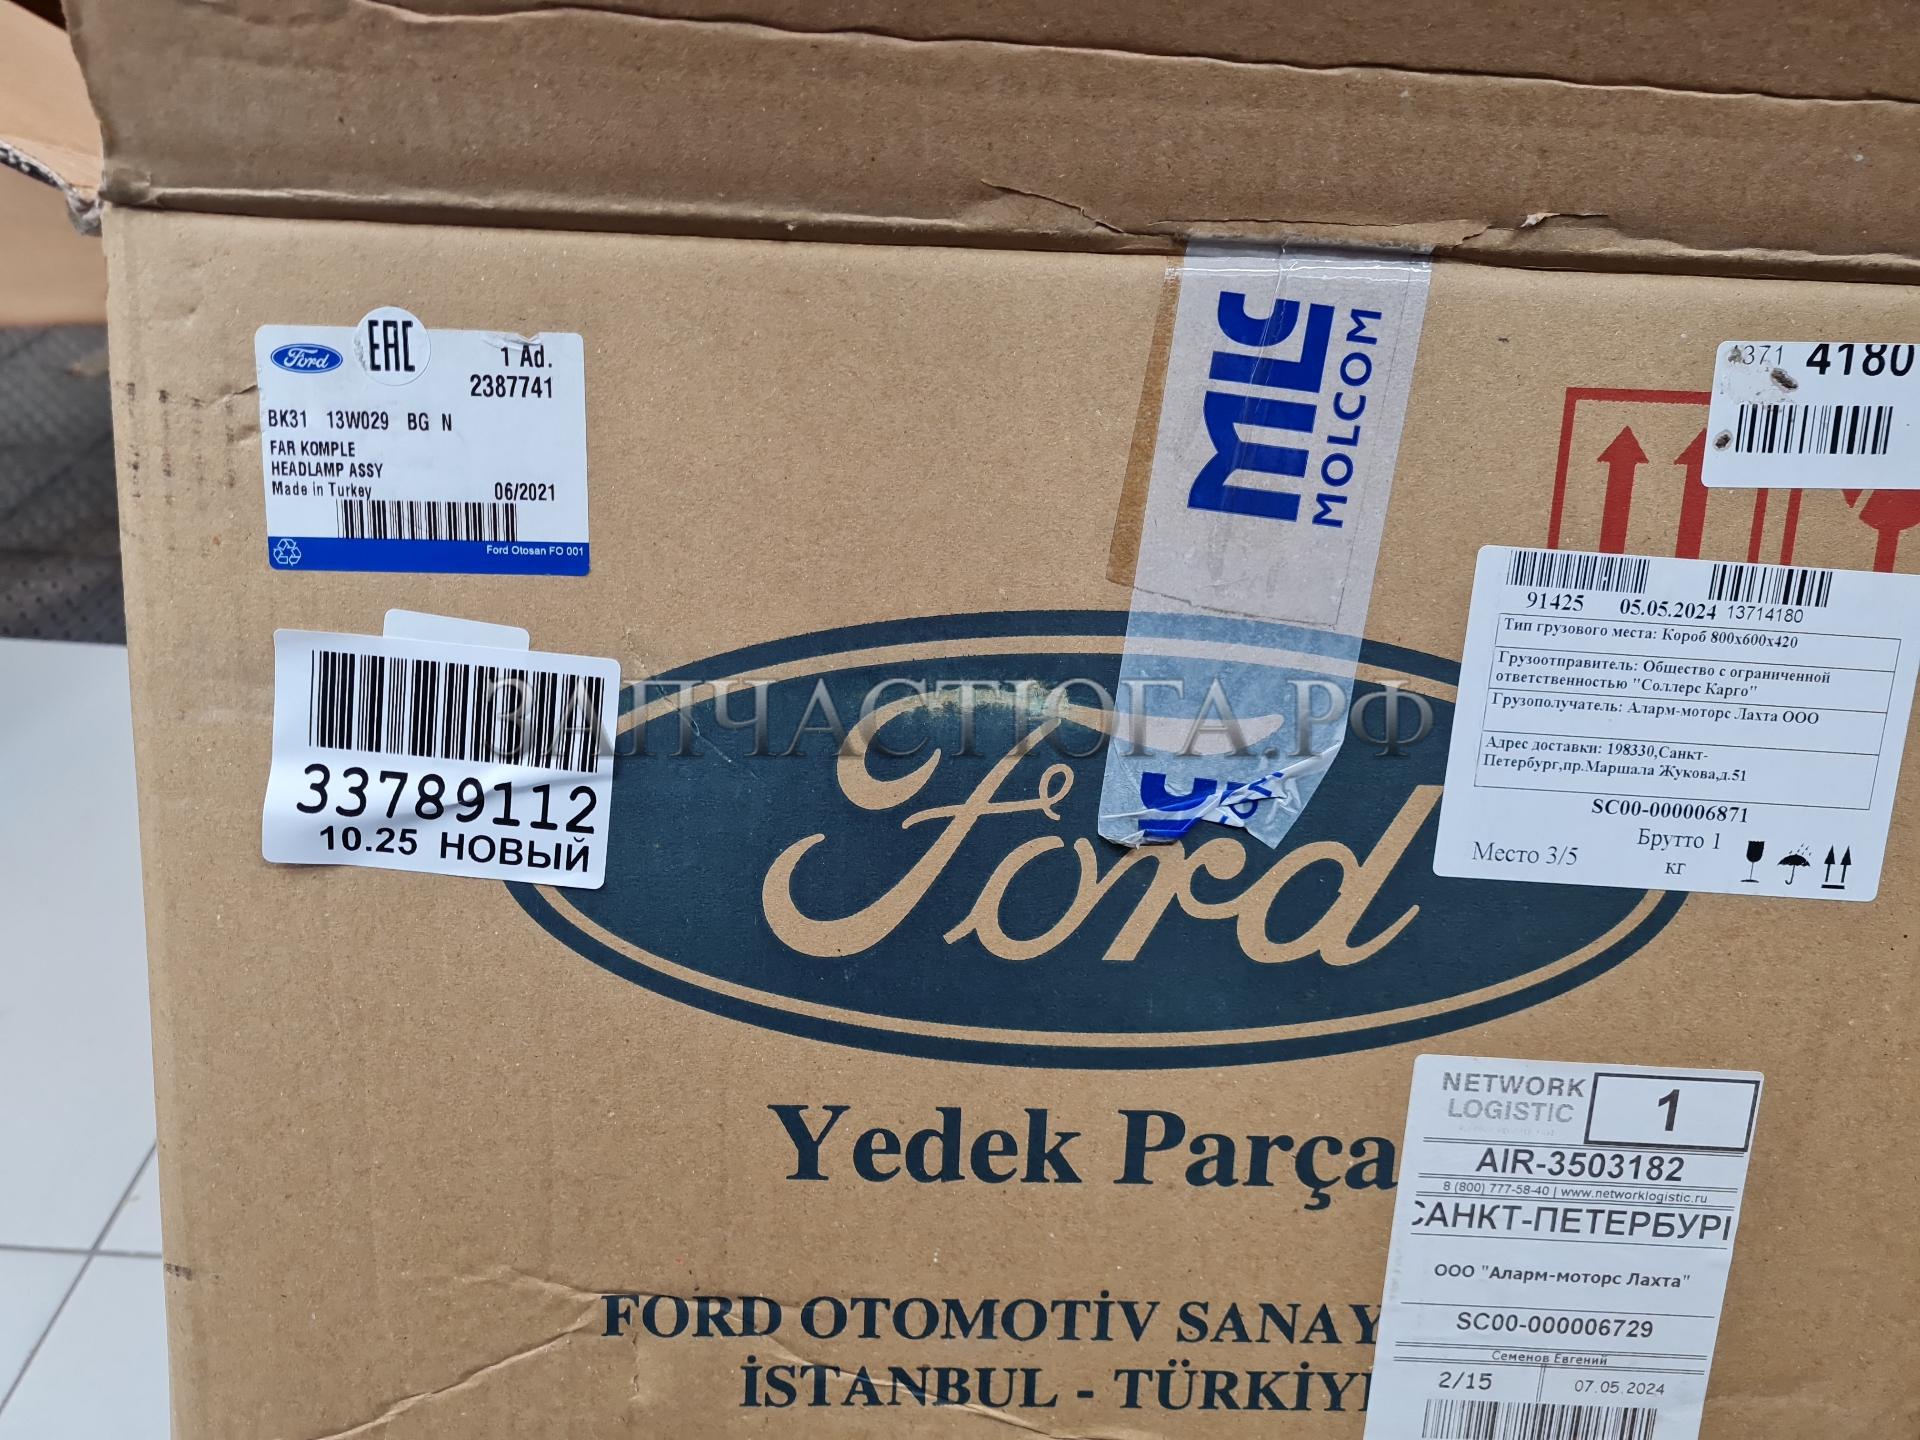 Ford
EAC
1 Ad.
2387741
BK31 13W029 BG N
FAR KOMPLE
HEADLAMP ASSY
Made in Turkey
06/2021
Ford Otosan FO 001
MLC
MOLCOM
4371 4180
33789112
10.25 НОВЫЙ
ЗАПЧАСТЮГА.РФ
Ford
91425 05.05.2024 13714180
Тип грузового места: Короб 800x600x420
Грузоотправитель: Общество с ограниченной
ответственностью "Соллерс Карго"
Грузополучатель: Аларм-моторс Лахта ООО
Адрес доставки: 198330,Санкт-
Петербург,пр.Маршала Жукова,д.51
SC00-000006871
Место 3/5
Брутто 1
кг
Yedek Parça
FORD OTOMOTİV SANAY
İSTANBUL - TÜRKİY
NETWORK
LOGISTIC
1
AIR-3503182
8 (800) 777-58-40 | www.networklogistic.ru
САНКТ-ПЕТЕРБУРГ
ООО "Аларм-моторс Лахта"
SC00-000006729
Семенов Евгений
2/15
07.05.2024